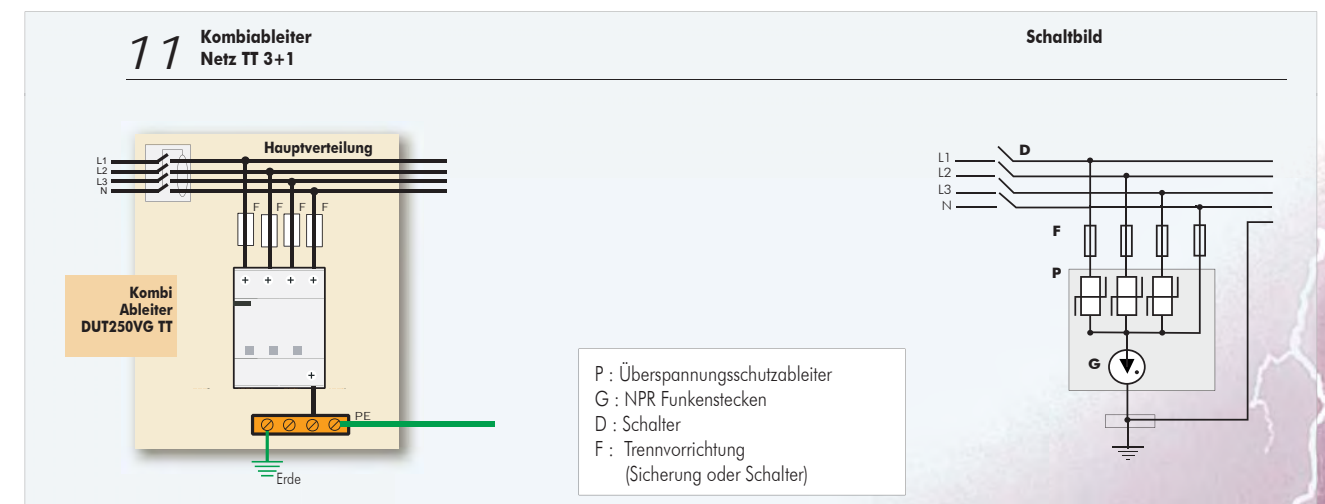 11
Kombiableiter
Netz TT 3+1
Schaltbild
Hauptverteilung
L1
L2
L3
N
F F F F
+ + + +
Kombi
Ableiter
DUT250VG TT
+
PE
Erde
P : Überspannungsschutzableiter
G : NPR Funkenstecken
D : Schalter
F : Trennvorrichtung
(Sicherung oder Schalter)
D
L1
L2
L3
N
F
P
G